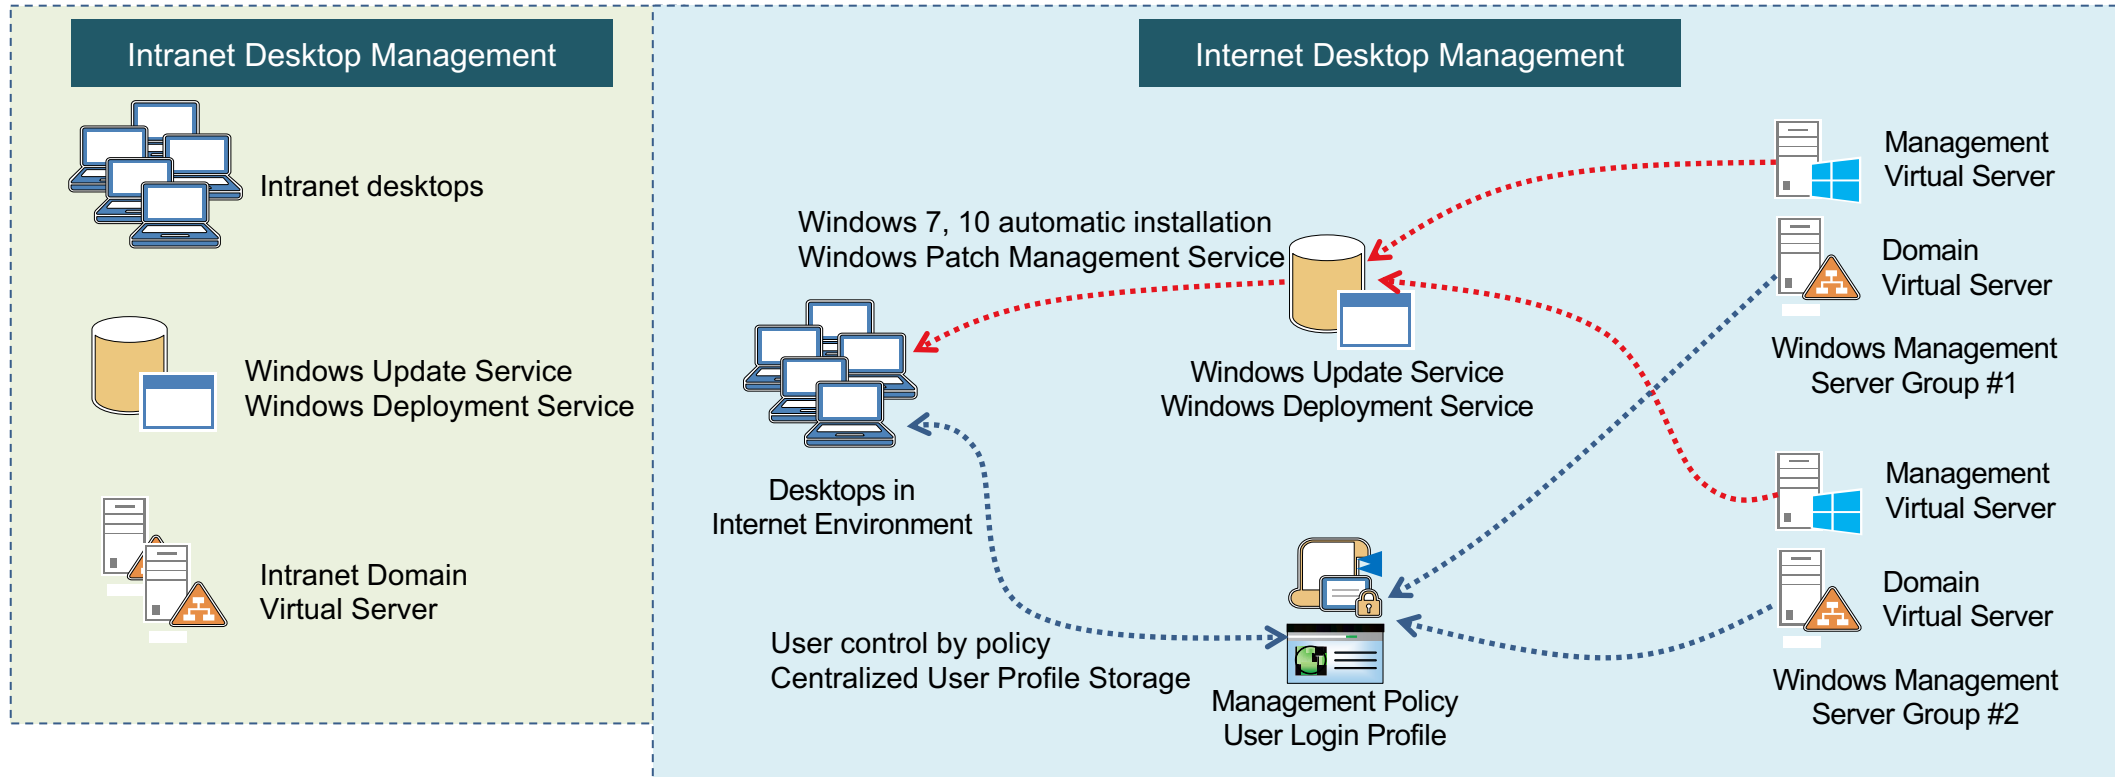 Intranet Desktop Management
Intranet desktops
Windows Update Service
Windows Deployment Service
Intranet Domain
Virtual Server
Internet Desktop Management
Windows 7, 10 automatic installation
Windows Patch Management Service
Windows Update Service
Windows Deployment Service
Desktops in
Internet Environment
User control by policy
Centralized User Profile Storage
Management Policy
User Login Profile
Management
Virtual Server
Domain
Virtual Server
Windows Management
Server Group #1
Management
Virtual Server
Domain
Virtual Server
Windows Management
Server Group #2